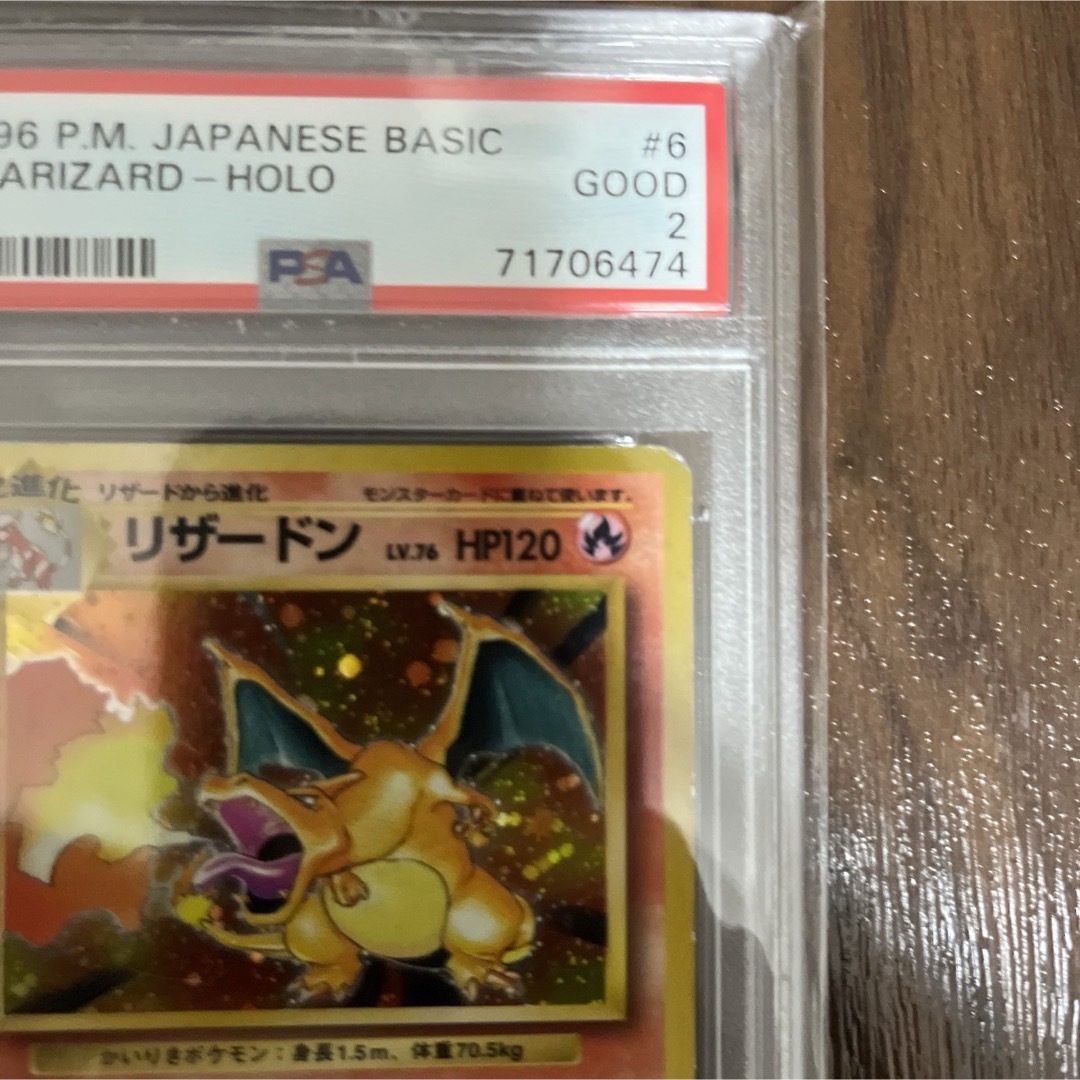 96 P.M. JAPANESE BASIC #6
ARIZARD - HOLO GOOD
2
PSA 71706474
進化 リザードから進化 モンスターカードに重ねて使います。
リザードン LV.76 HP120
かいりきポケモン：身長1.5m、体重70.5kg